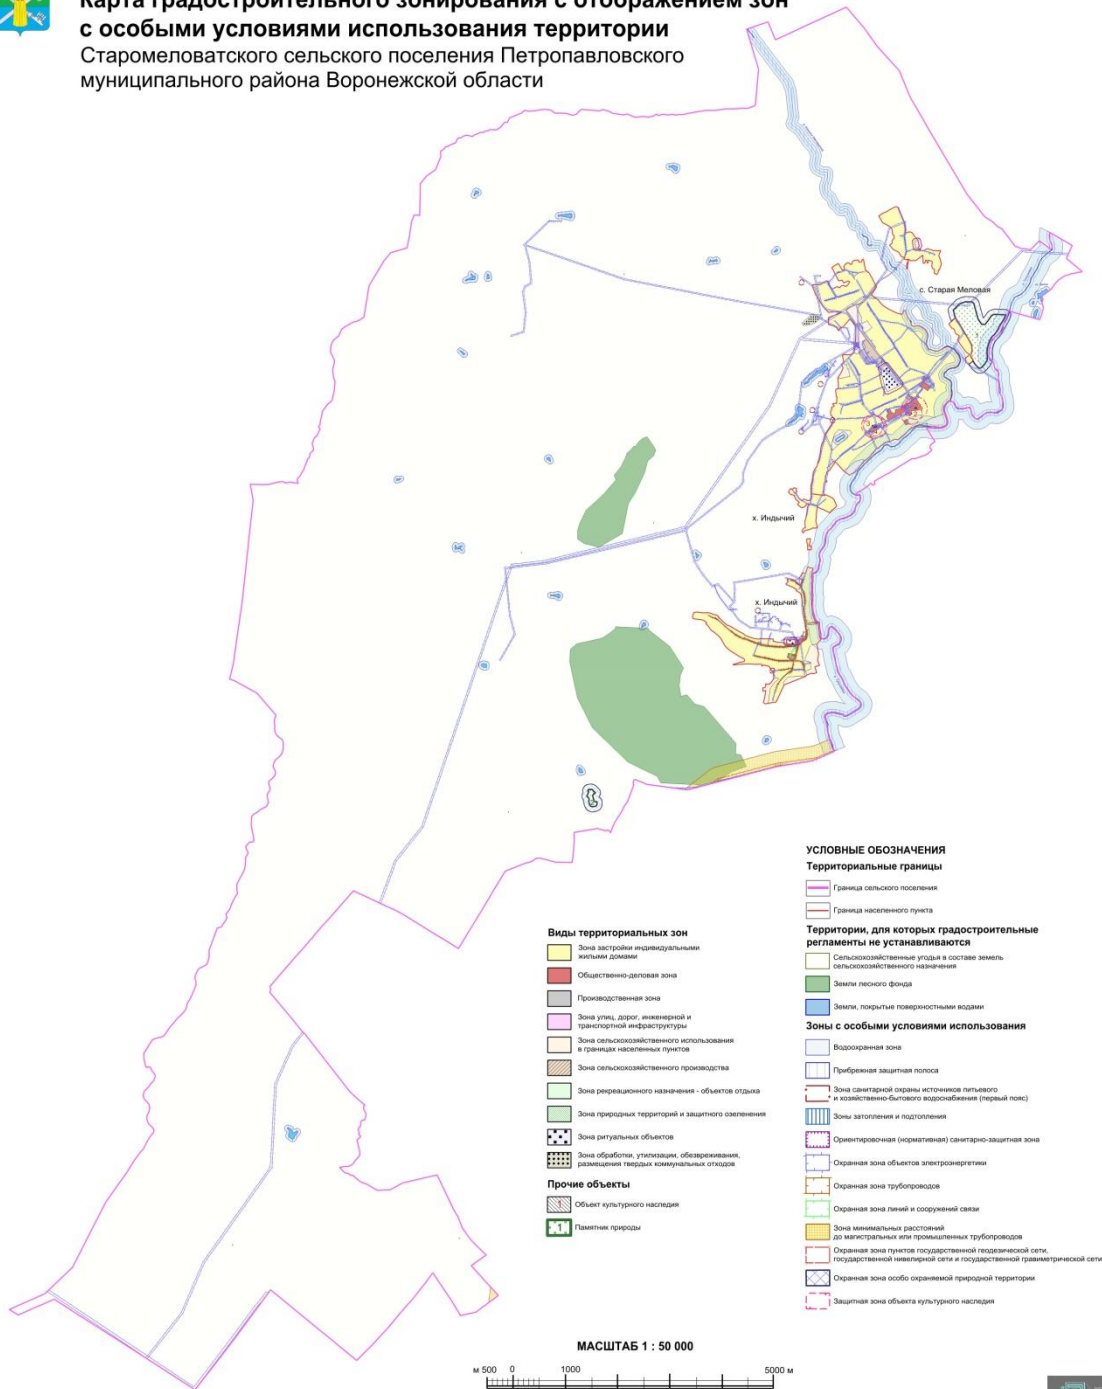 Карта градостроительного зонирования с отображением зон
с особыми условиями использования территории
Старомеловатского сельского поселения Петропавловского
муниципального района Воронежской области
с. Старая Меловая
х. Индычий
х. Индычий
Виды территориальных зон
Зона застройки индивидуальными
жилыми домами
Общественно-деловая зона
Производственная зона
Зона улиц, дорог, инженерной и
транспортной инфраструктуры
Зона сельскохозяйственного использования
в границах населенных пунктов
Зона сельскохозяйственного производства
Зона рекреационного назначения - объектов отдыха
Зона природных территорий и защитного озеленения
Зона ритуальных объектов
Зона обработки, утилизации, обезвреживания,
размещения твердых коммунальных отходов
Прочие объекты
1 Объект культурного наследия
1 Памятник природы
УСЛОВНЫЕ ОБОЗНАЧЕНИЯ
Территориальные границы
Граница сельского поселения
Граница населенного пункта
Территории, для которых градостроительные
регламенты не устанавливаются
Сельскохозяйственные угодья в составе земель
сельскохозяйственного назначения
Земли лесного фонда
Земли, покрытые поверхностными водами
Зоны с особыми условиями использования
Водоохранная зона
Прибрежная защитная полоса
Зона санитарной охраны источников питьевого
и хозяйственно-бытового водоснабжения (первый пояс)
Зоны затопления и подтопления
Ориентировочная (нормативная) санитарно-защитная зона
Охранная зона объектов электроэнергетики
Охранная зона трубопроводов
Охранная зона линий и сооружений связи
Зона минимальных расстояний
до магистральных или промышленных трубопроводов
Охранная зона пунктов государственной геодезической сети,
государственной нивелирной сети и государственной гравиметрической сети
Охранная зона особо охраняемой природной территории
Защитная зона объекта культурного наследия
МАСШТАБ 1 : 50 000
м 500 0 1000 5000 м